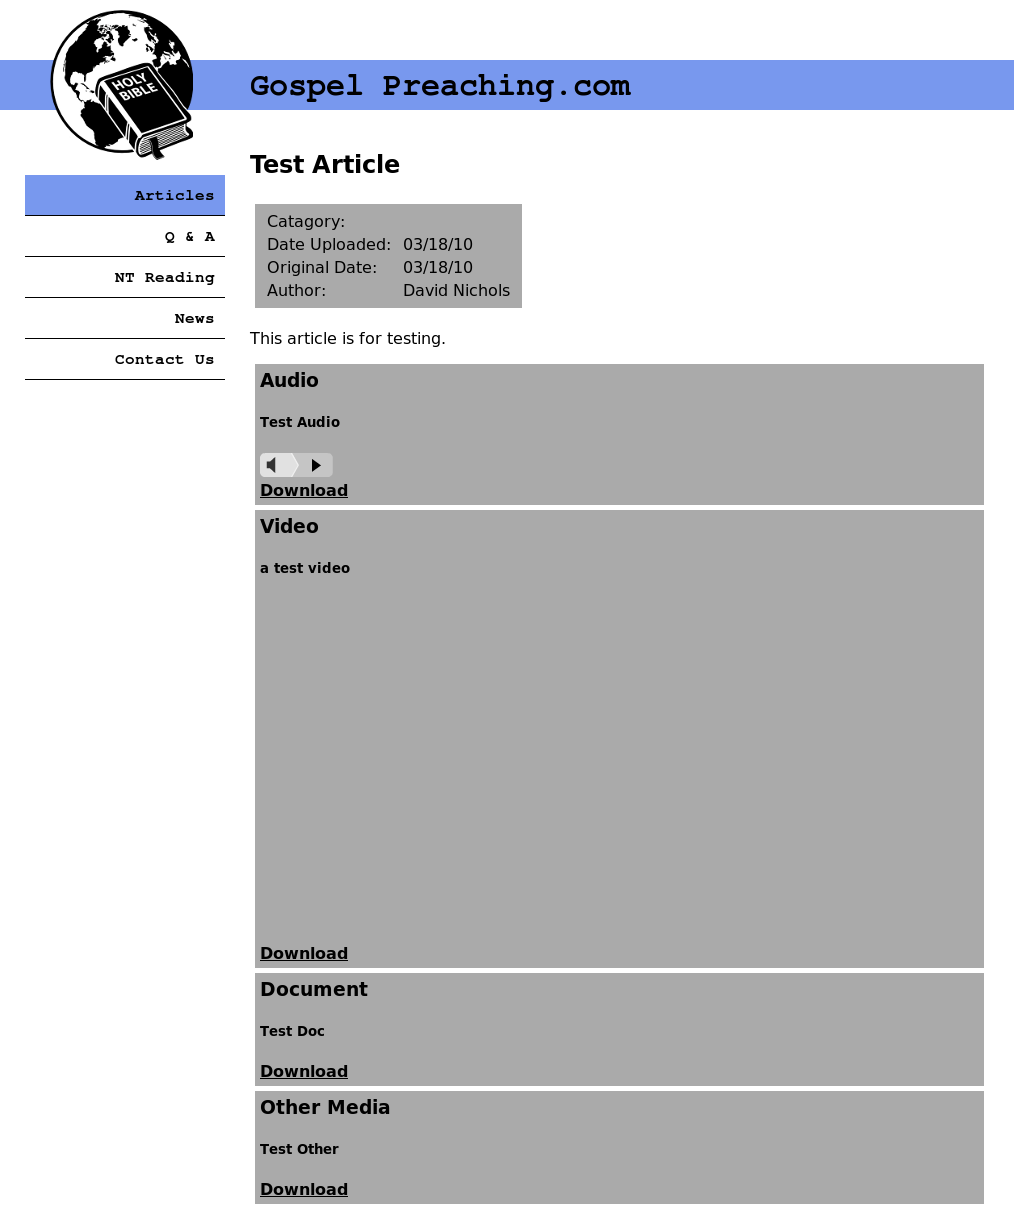 HOLY
BIBLE
Gospel Preaching.com
Articles
Q & A
NT Reading
News
Contact Us
Test Article
Catagory:
Date Uploaded: 03/18/10
Original Date: 03/18/10
Author: David Nichols
This article is for testing.
Audio
Test Audio
Download
Video
a test video
Download
Document
Test Doc
Download
Other Media
Test Other
Download